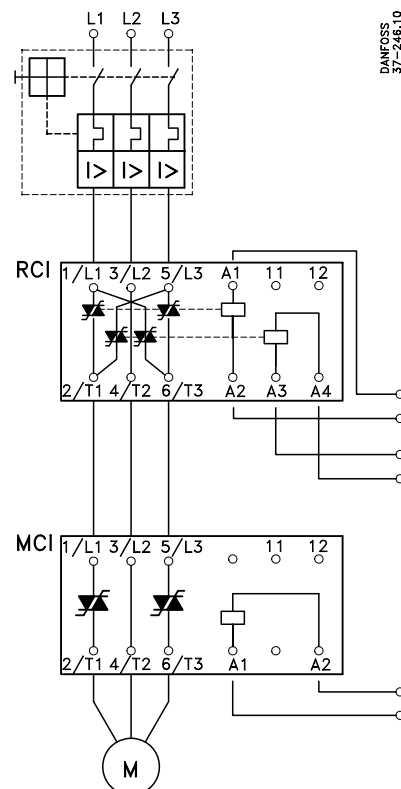 L1 L2 L3
DANFOSS
37-246.10
I> I> I>
RCI
1/L1 3/L2 5/L3 A1 11 12
2/T1 4/T2 6/T3 A2 A3 A4
MCI
1/L1 3/L2 5/L3 11 12
2/T1 4/T2 6/T3 A1 A2
M